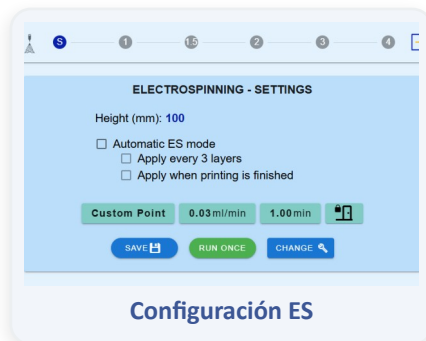 S 1 1.5 2 3 4
ELECTROSPINNING - SETTINGS
Height (mm): 100
Automatic ES mode
Apply every 3 layers
Apply when printing is finished
Custom Point 0.03ml/min 1.00min
SAVE RUN ONCE CHANGE
Configuración ES